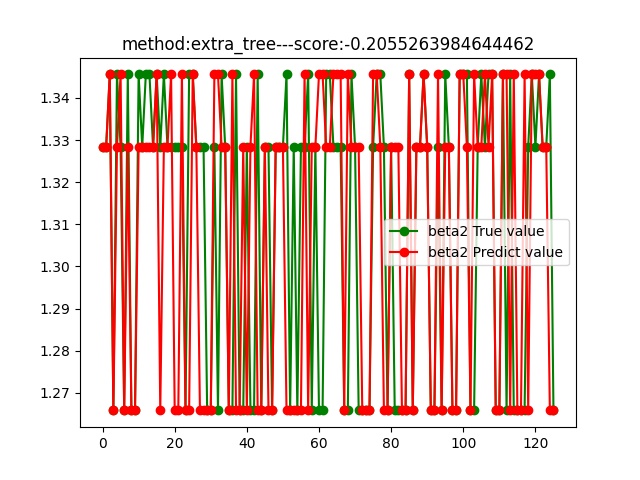 method:extra_tree---score:-0.2055263984644462
1.34
1.33
1.32
1.31
1.30
1.29
1.28
1.27
beta2 True value
beta2 Predict value
0 20 40 60 80 100 120